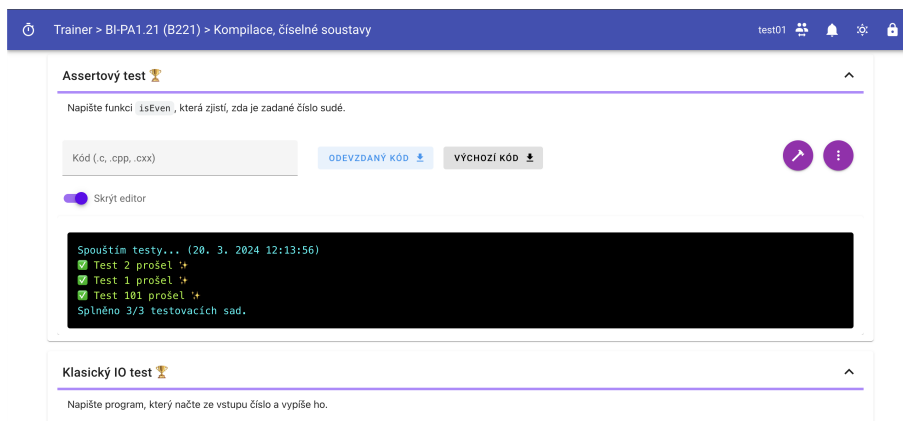 Trainer > BI-PA1.21 (B221) > Kompilace, číselné soustavy
test01
Assertový test 🏆
Napište funkci isEven, která zjistí, zda je zadané číslo sudé.
Kód (.c, .cpp, .cxx)
ODEVZDANÝ KÓD
VÝCHOZÍ KÓD
Skrýt editor
Spouštím testy... (20. 3. 2024 12:13:56)
✅ Test 2 prošel ✨
✅ Test 1 prošel ✨
✅ Test 101 prošel ✨
Splněno 3/3 testovacích sad.
Klasický IO test 🏆
Napište program, který načte ze vstupu číslo a vypíše ho.